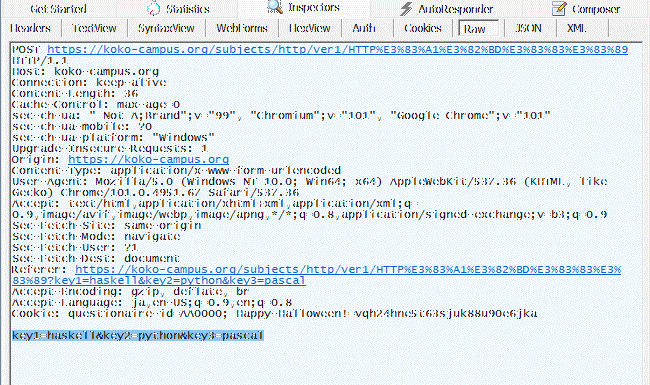 Get Started Statistics Inspectors AutoResponder Composer
Headers TextView SyntaxView WebForms HexView Auth Cookies Raw JSON XML
POST https://koko-campus.org/subjects/http/ver1/HTTP%E3%83%A1%E3%82%BD%E3%83%83%E3%83%89
HTTP/1.1
Host: koko-campus.org
Connection: keep-alive
Content-Length: 36
Cache-Control: max-age=0
sec-ch-ua: " Not A;Brand";v="99", "Chromium";v="101", "Google Chrome";v="101"
sec-ch-ua-mobile: ?0
sec-ch-ua-platform: "Windows"
Upgrade-Insecure-Requests: 1
Origin: https://koko-campus.org
Content-Type: application/x-www-form-urlencoded
User-Agent: Mozilla/5.0 (Windows NT 10.0; Win64; x64) AppleWebKit/537.36 (KHTML, like
Gecko) Chrome/101.0.4951.67 Safari/537.36
Accept: text/html,application/xhtml+xml,application/xml;q=
0.9,image/avif,image/webp,image/apng,*/*;q=0.8,application/signed-exchange;v=b3;q=0.9
Sec-Fetch-Site: same-origin
Sec-Fetch-Mode: navigate
Sec-Fetch-User: ?1
Sec-Fetch-Dest: document
Referer: https://koko-campus.org/subjects/http/ver1/HTTP%E3%83%A1%E3%82%BD%E3%83%83%E3%
83%89?key1=haskell&key2=python&key3=pascal
Accept-Encoding: gzip, deflate, br
Accept-Language: ja,en-US;q=0.9,en;q=0.8
Cookie: questionaire_id=AA0000;
key1=haskell&key2=python&key3=pascal